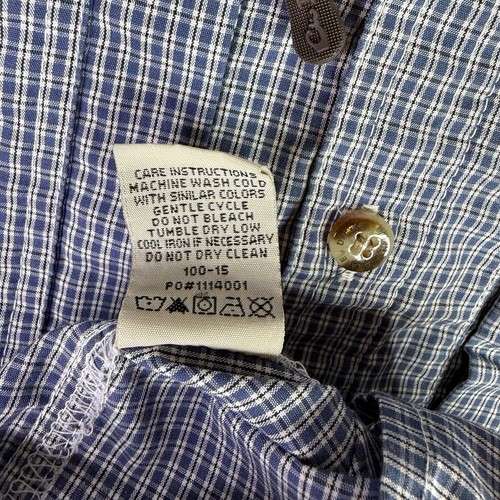 CARE INSTRUCTIONS
MACHINE WASH COLD
WITH SIMILAR COLORS
GENTLE CYCLE
DO NOT BLEACH
TUMBLE DRY LOW
COOL IRON IF NECESSARY
DO NOT DRY CLEAN
100-15
PO#1114001